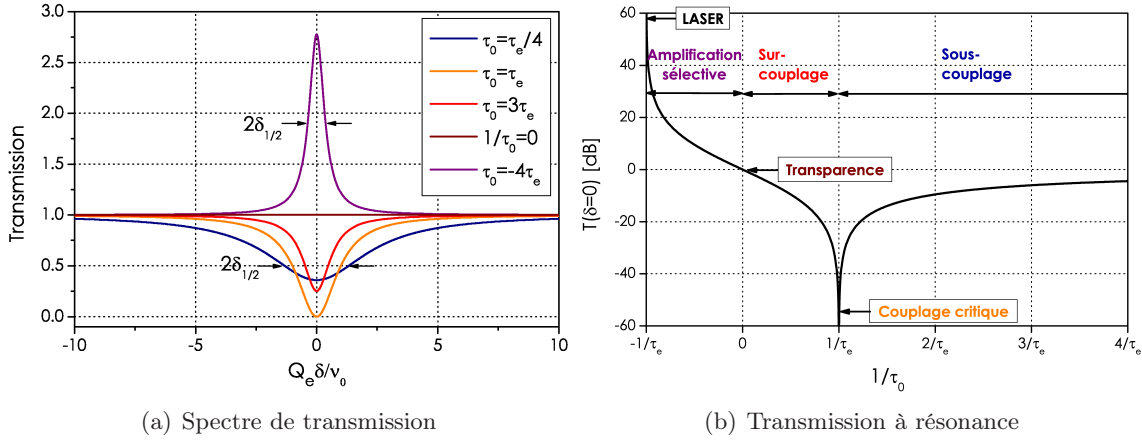 3.0
2.5
2.0
1.5
1.0
0.5
0.0
Transmission
-10
-5
0
5
10
Q_e δ/ν_0
τ_0=τ_e/4
τ_0=τ_e
τ_0=3τ_e
1/τ_0=0
τ_0=-4τ_e
2δ_1/2
2δ_1/2
(a) Spectre de transmission
60
40
20
0
-20
-40
-60
T(δ=0) [dB]
LASER
Amplification
sélective
Sur-
couplage
Sous-
couplage
Transparence
Couplage critique
-1/τ_e
0
1/τ_e
2/τ_e
3/τ_e
4/τ_e
1/τ_0
(b) Transmission à résonance